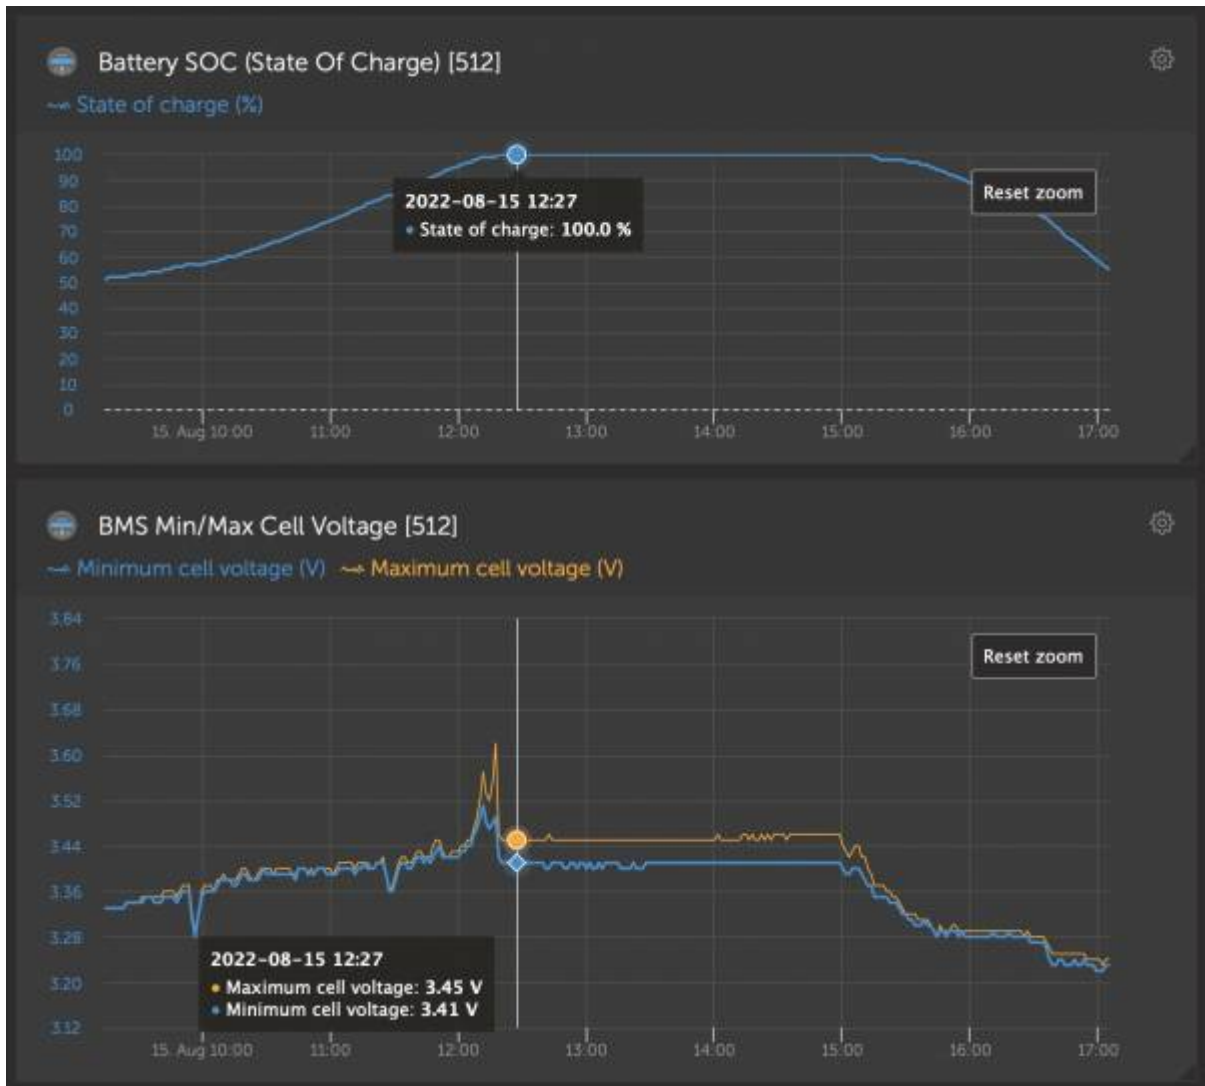 Battery SOC (State Of Charge) [512]
State of charge (%)
100
90
80
70
60
50
40
30
20
10
0
Reset zoom
2022-08-15 12:27
• State of charge: 100.0 %
15. Aug 10:00 11:00 12:00 13:00 14:00 15:00 16:00 17:00
BMS Min/Max Cell Voltage [512]
Minimum cell voltage (V) Maximum cell voltage (V)
3.84
3.76
3.68
3.60
3.52
3.44
3.36
3.28
3.20
3.12
Reset zoom
2022-08-15 12:27
• Maximum cell voltage: 3.45 V
• Minimum cell voltage: 3.41 V
15. Aug 10:00 11:00 12:00 13:00 14:00 15:00 16:00 17:00